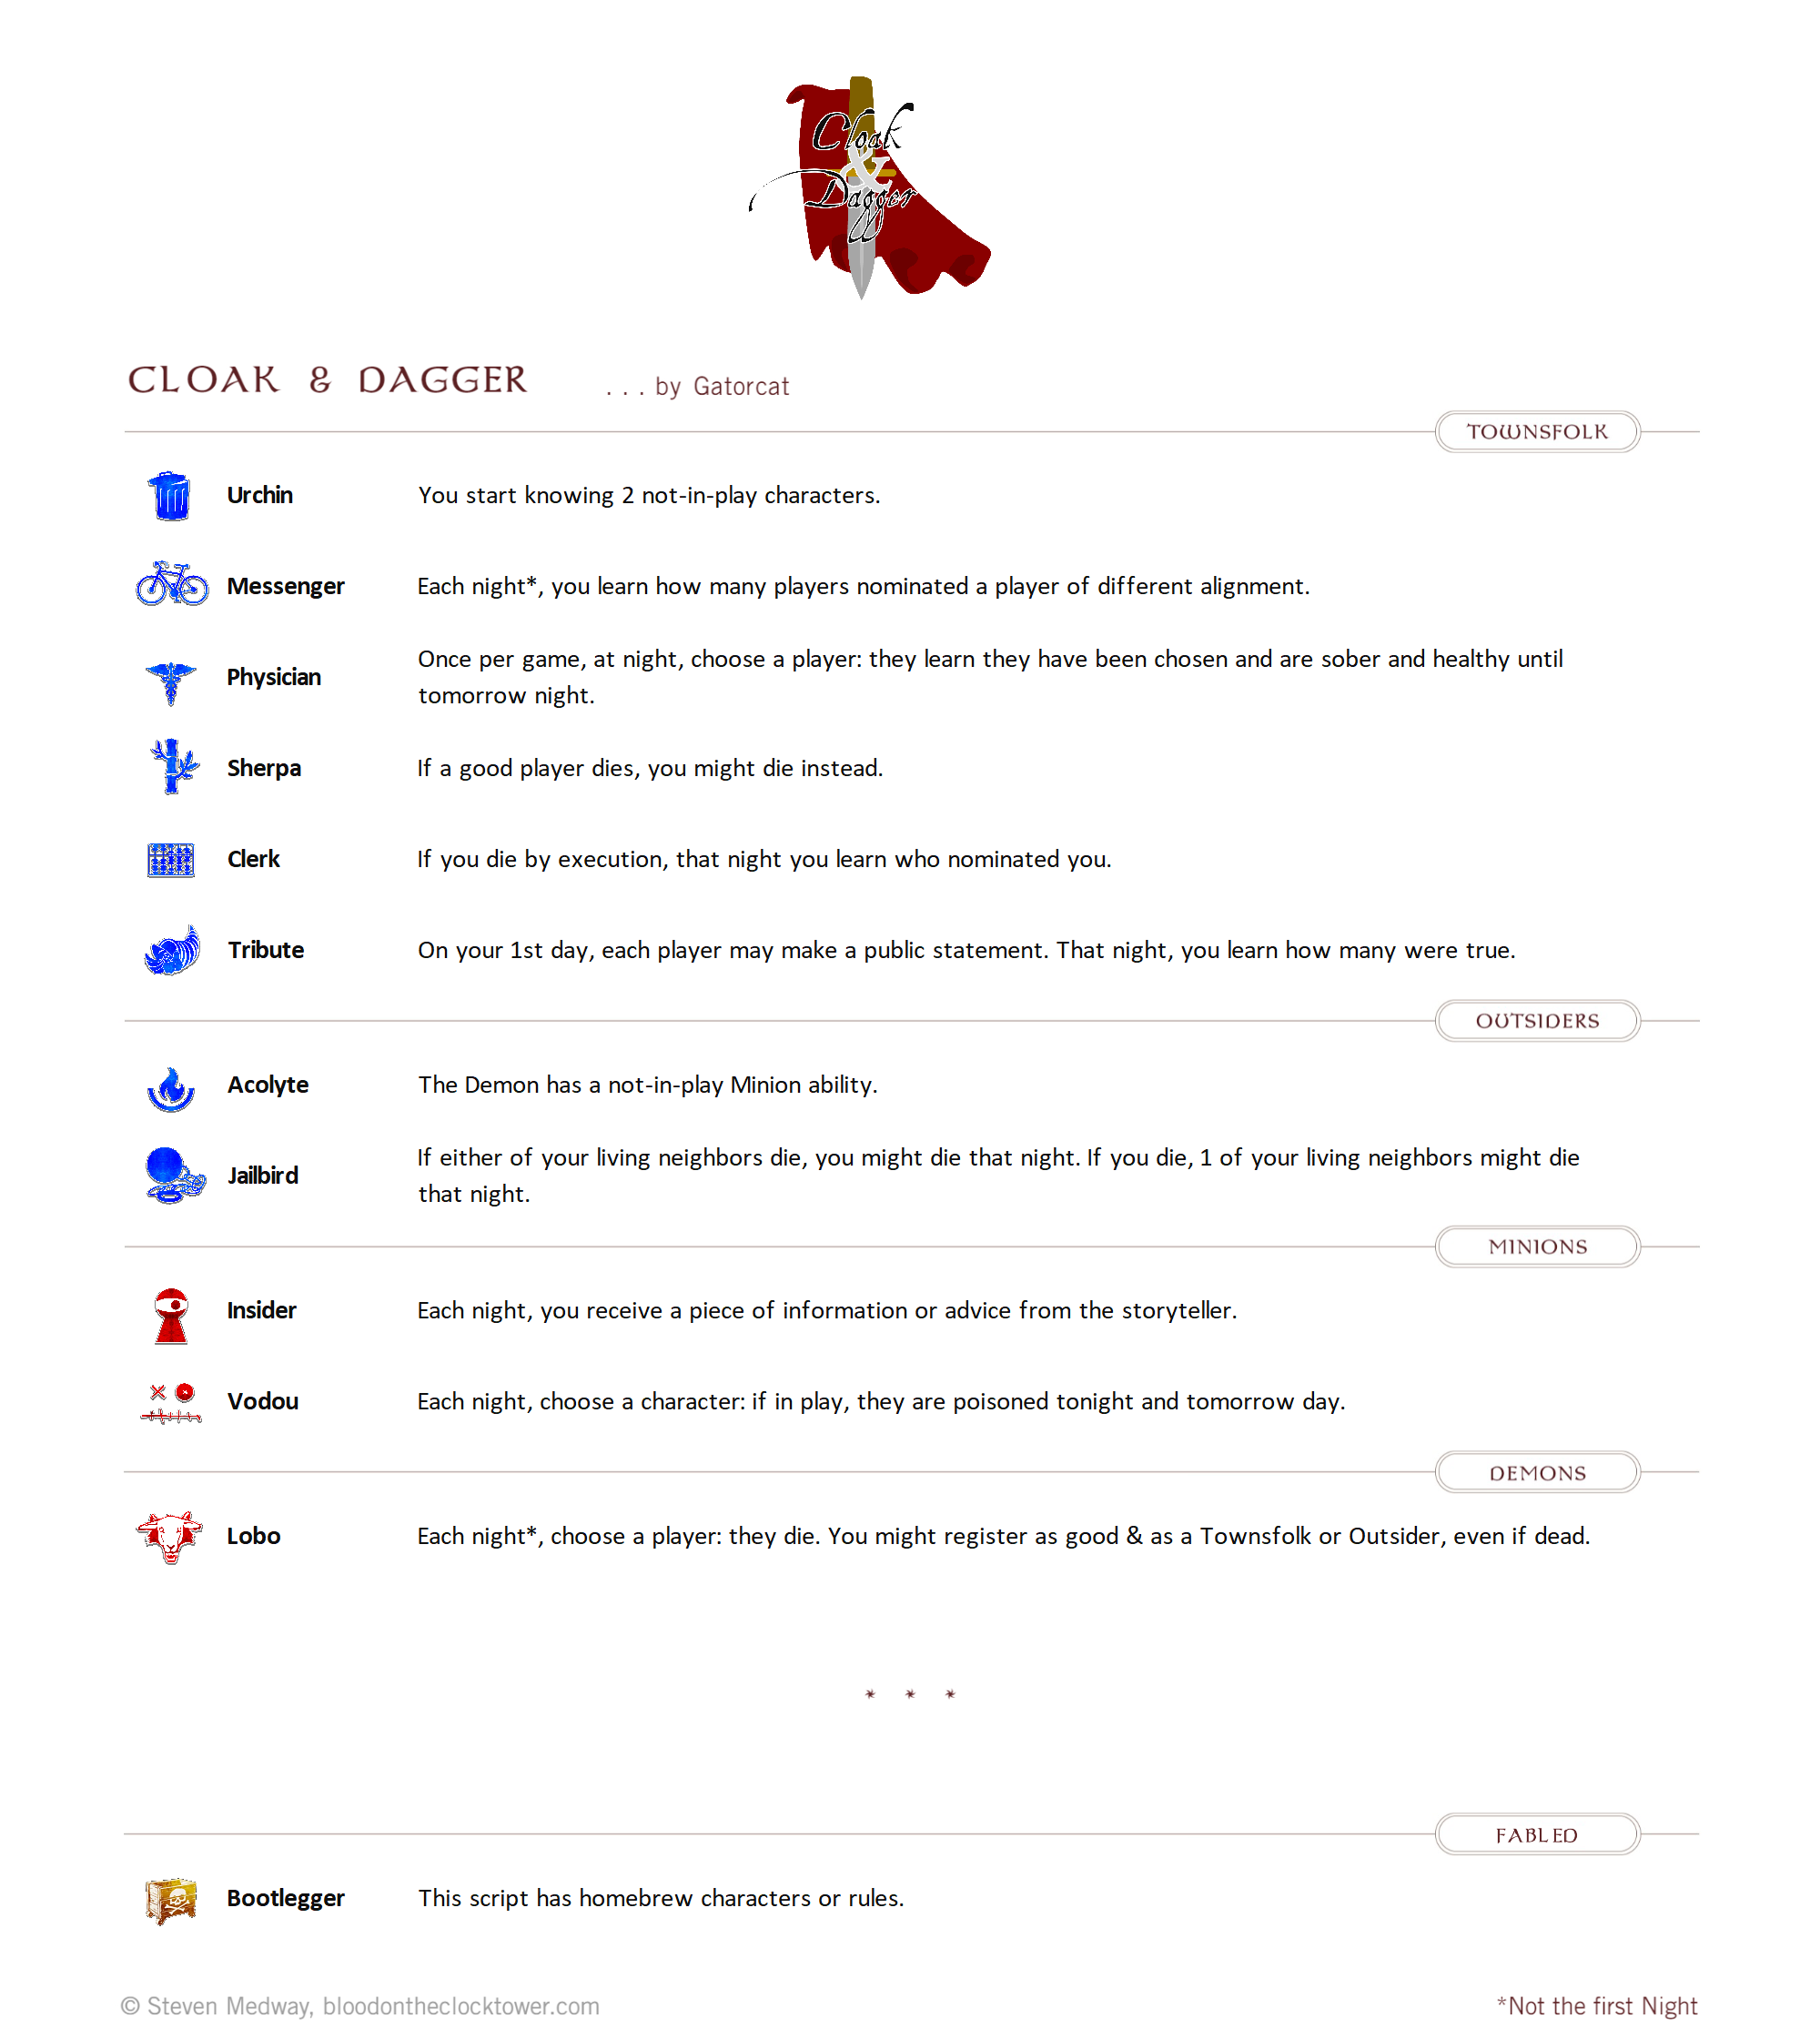 Cloak
&
Dagger
CLOAK & DAGGER . . . by Gatorcat
TOWNSFOLK
Urchin You start knowing 2 not-in-play characters.
Messenger Each night*, you learn how many players nominated a player of different alignment.
Physician Once per game, at night, choose a player: they learn they have been chosen and are sober and healthy until
tomorrow night.
Sherpa If a good player dies, you might die instead.
Clerk If you die by execution, that night you learn who nominated you.
Tribute On your 1st day, each player may make a public statement. That night, you learn how many were true.
OUTSIDERS
Acolyte The Demon has a not-in-play Minion ability.
Jailbird If either of your living neighbors die, you might die that night. If you die, 1 of your living neighbors might die
that night.
MINIONS
Insider Each night, you receive a piece of information or advice from the storyteller.
Vodou Each night, choose a character: if in play, they are poisoned tonight and tomorrow day.
DEMONS
Lobo Each night*, choose a player: they die. You might register as good & as a Townsfolk or Outsider, even if dead.
* * *
FABLED
Bootlegger This script has homebrew characters or rules.
© Steven Medway, bloodontheclocktower.com *Not the first Night